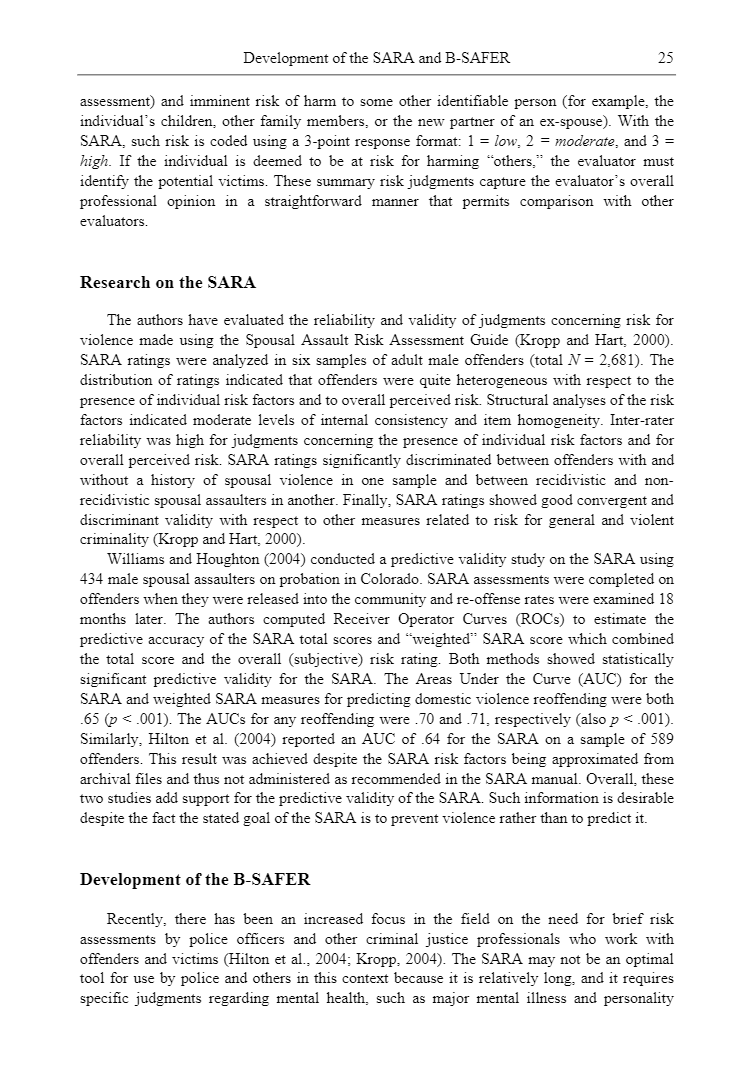 Development of the SARA and B-SAFER 25
assessment) and imminent risk of harm to some other identifiable person (for example, the
individual’s children, other family members, or the new partner of an ex-spouse). With the
SARA, such risk is coded using a 3-point response format: 1 = low, 2 = moderate, and 3 =
high. If the individual is deemed to be at risk for harming “others,” the evaluator must
identify the potential victims. These summary risk judgments capture the evaluator’s overall
professional opinion in a straightforward manner that permits comparison with other
evaluators.
Research on the SARA
The authors have evaluated the reliability and validity of judgments concerning risk for
violence made using the Spousal Assault Risk Assessment Guide (Kropp and Hart, 2000).
SARA ratings were analyzed in six samples of adult male offenders (total N = 2,681). The
distribution of ratings indicated that offenders were quite heterogeneous with respect to the
presence of individual risk factors and to overall perceived risk. Structural analyses of the risk
factors indicated moderate levels of internal consistency and item homogeneity. Inter-rater
reliability was high for judgments concerning the presence of individual risk factors and for
overall perceived risk. SARA ratings significantly discriminated between offenders with and
without a history of spousal violence in one sample and between recidivistic and non-
recidivistic spousal assaulters in another. Finally, SARA ratings showed good convergent and
discriminant validity with respect to other measures related to risk for general and violent
criminality (Kropp and Hart, 2000).
Williams and Houghton (2004) conducted a predictive validity study on the SARA using
434 male spousal assaulters on probation in Colorado. SARA assessments were completed on
offenders when they were released into the community and re-offense rates were examined 18
months later. The authors computed Receiver Operator Curves (ROCs) to estimate the
predictive accuracy of the SARA total scores and “weighted” SARA score which combined
the total score and the overall (subjective) risk rating. Both methods showed statistically
significant predictive validity for the SARA. The Areas Under the Curve (AUC) for the
SARA and weighted SARA measures for predicting domestic violence reoffending were both
.65 (p < .001). The AUCs for any reoffending were .70 and .71, respectively (also p < .001).
Similarly, Hilton et al. (2004) reported an AUC of .64 for the SARA on a sample of 589
offenders. This result was achieved despite the SARA risk factors being approximated from
archival files and thus not administered as recommended in the SARA manual. Overall, these
two studies add support for the predictive validity of the SARA. Such information is desirable
despite the fact the stated goal of the SARA is to prevent violence rather than to predict it.
Development of the B-SAFER
Recently, there has been an increased focus in the field on the need for brief risk
assessments by police officers and other criminal justice professionals who work with
offenders and victims (Hilton et al., 2004; Kropp, 2004). The SARA may not be an optimal
tool for use by police and others in this context because it is relatively long, and it requires
specific judgments regarding mental health, such as major mental illness and personality